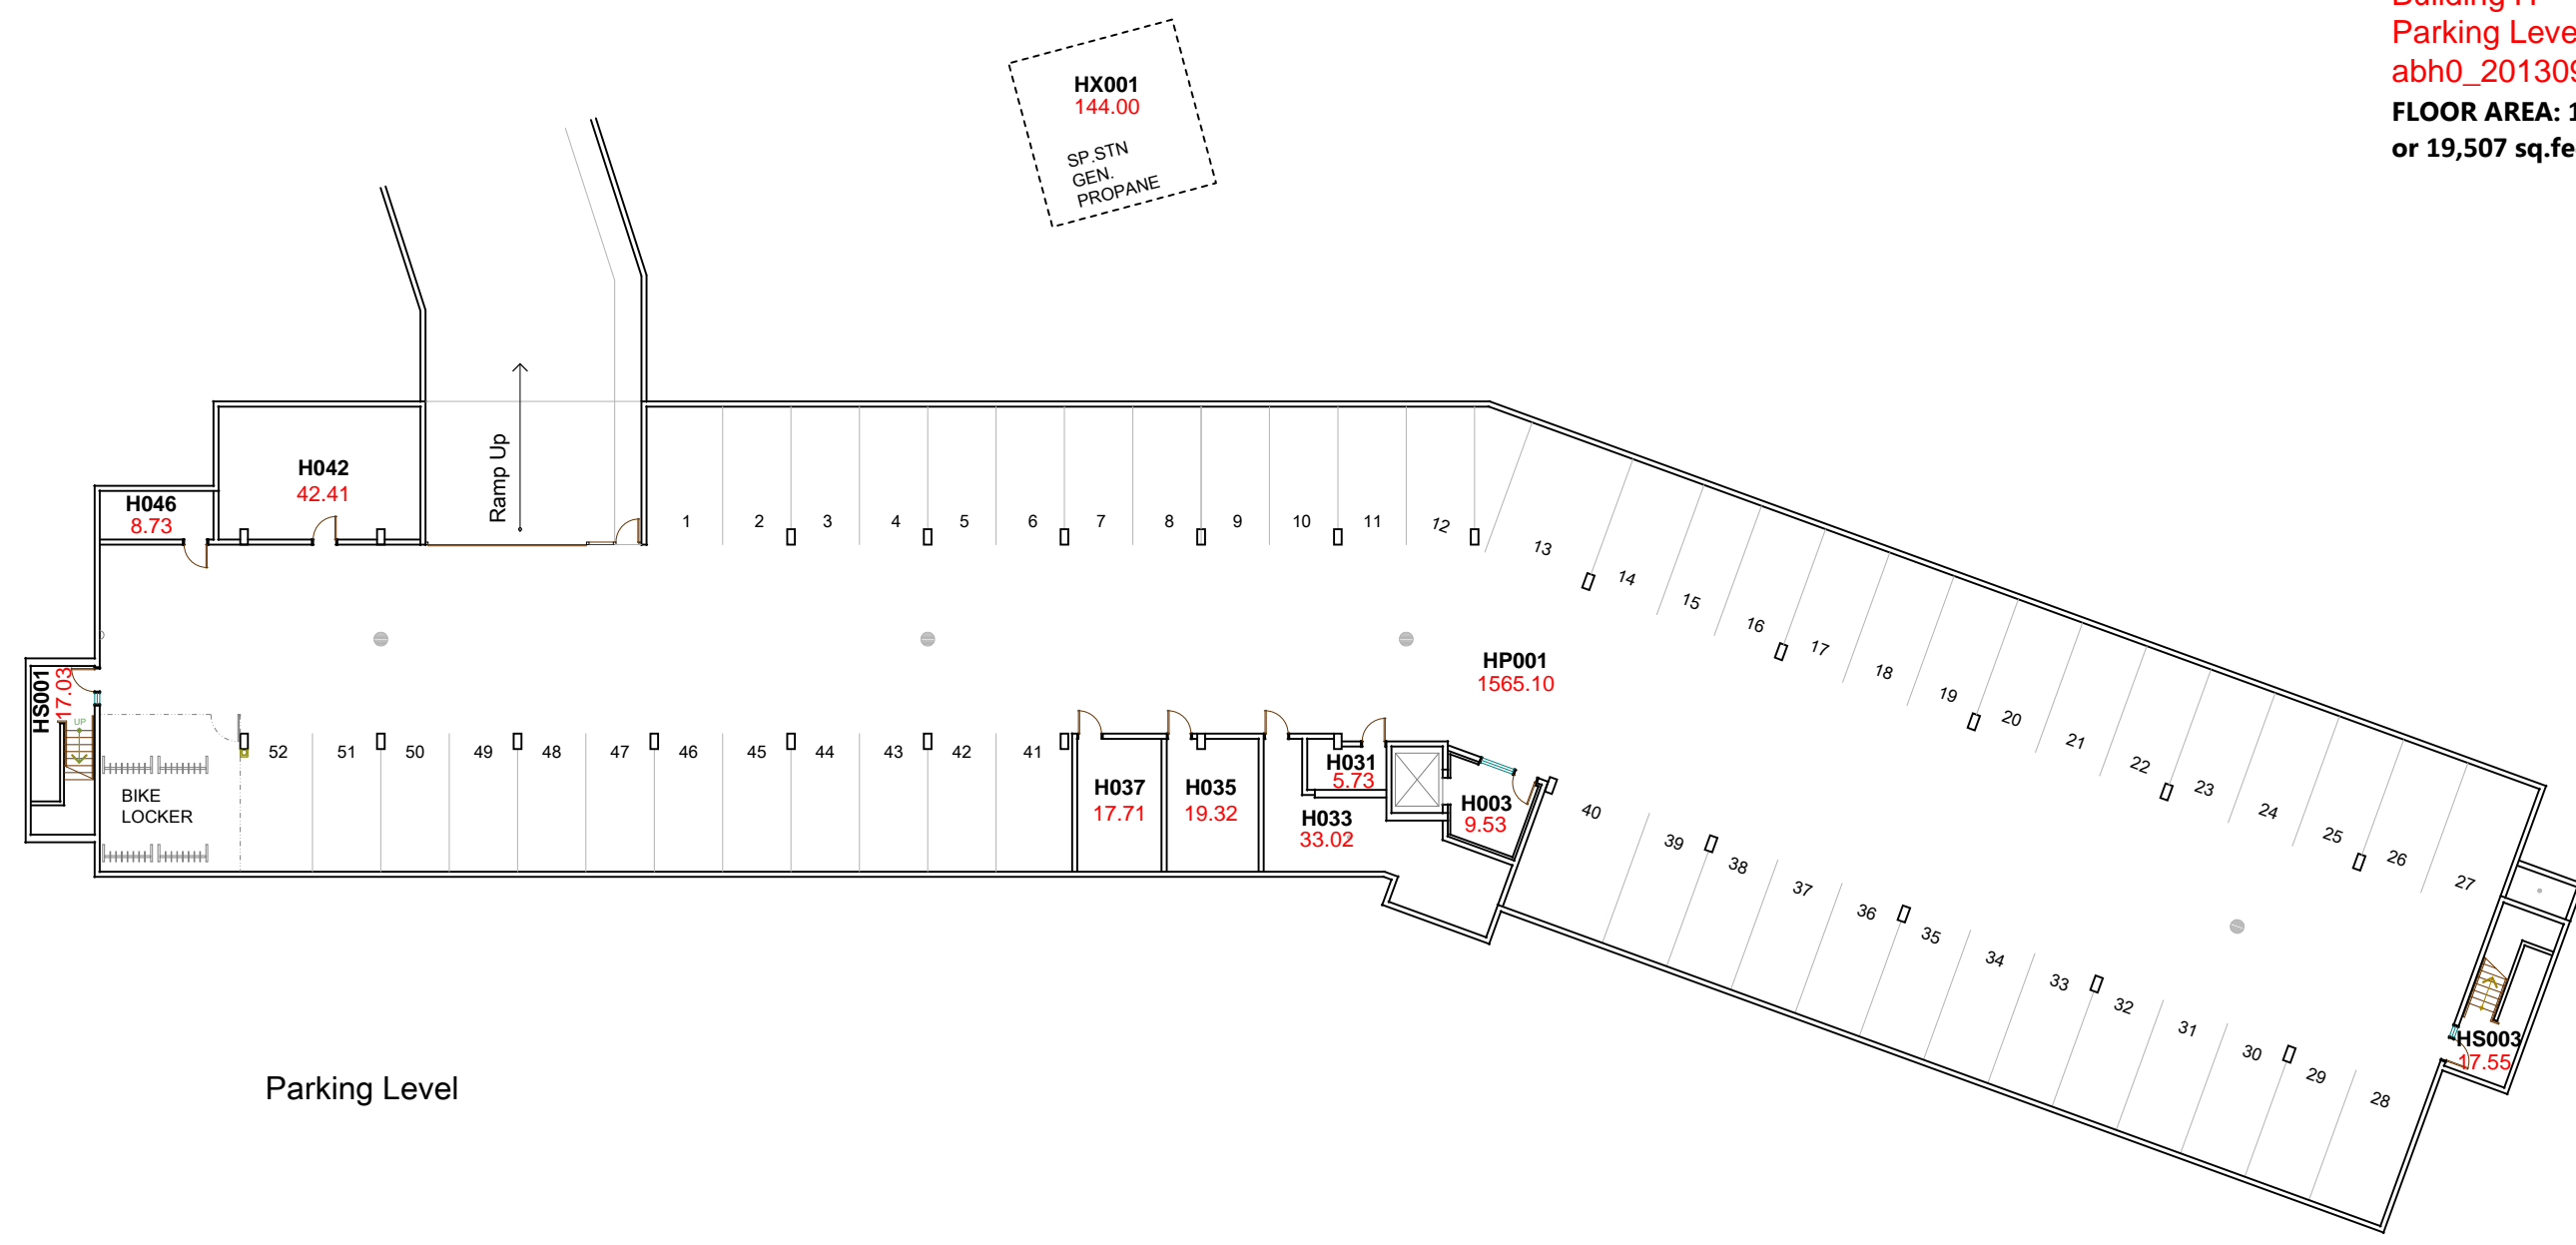 Parking Level
abh0_201309
FLOOR AREA: 1
or 19,507 sq.fe
HX001
144.00
SP.STN
GEN.
PROPANE
Ramp Up
H042
42.41
H046
8.73
1 2 3 4 5 6 7 8 9 10 11 12
13 14 15 16 17 18 19 20 21 22 23 24 25 26 27
HP001
1565.10
HS001
17.03
UP
BIKE
LOCKER
52 51 50 49 48 47 46 45 44 43 42 41
H037
17.71
H035
19.32
H031
5.73
H033
33.02
H003
9.53
40 39 38 37 36 35 34 33 32 31 30 29 28
HS003
17.55
Parking Level